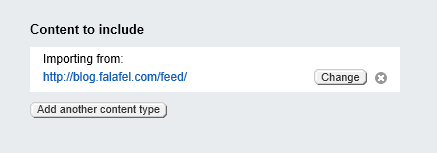 Content to include
Importing from:
http://blog.falafel.com/feed/ Change
Add another content type